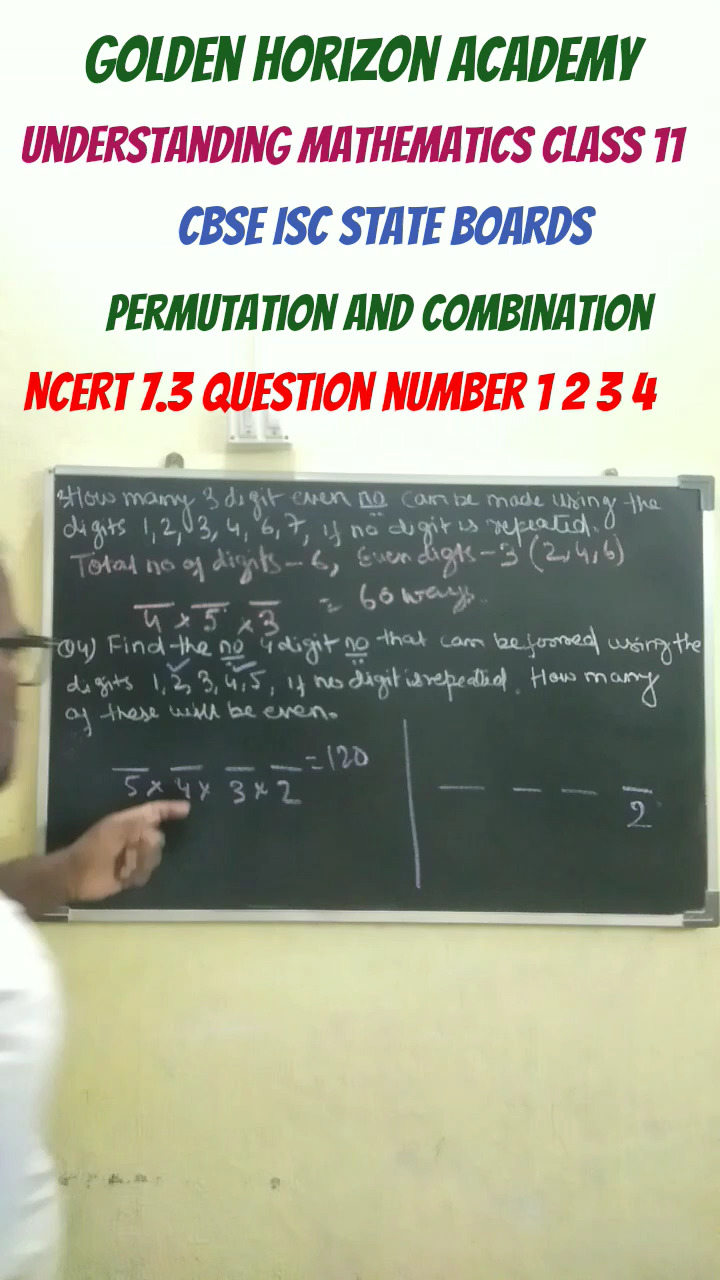 GOLDEN HORIZON ACADEMY
UNDERSTANDING MATHEMATICS CLASS 11
CBSE ISC STATE BOARDS
PERMUTATION AND COMBINATION
NCERT 7.3 QUESTION NUMBER 1 2 3 4
How many 3 digit even no can be made using the
digits 1, 2, 3, 4, 6, 7, if no digit is repeated.
Total no of digits - 6, Even digits - 3 (2, 4, 6)
4 × 5 × 3 = 60 ways.
Q4) Find the no 4 digit no that can be formed using the
digits 1, 2, 3, 4, 5, if no digit is repeated. How many
of these will be even.
5 × 4 × 3 × 2 = 120
2